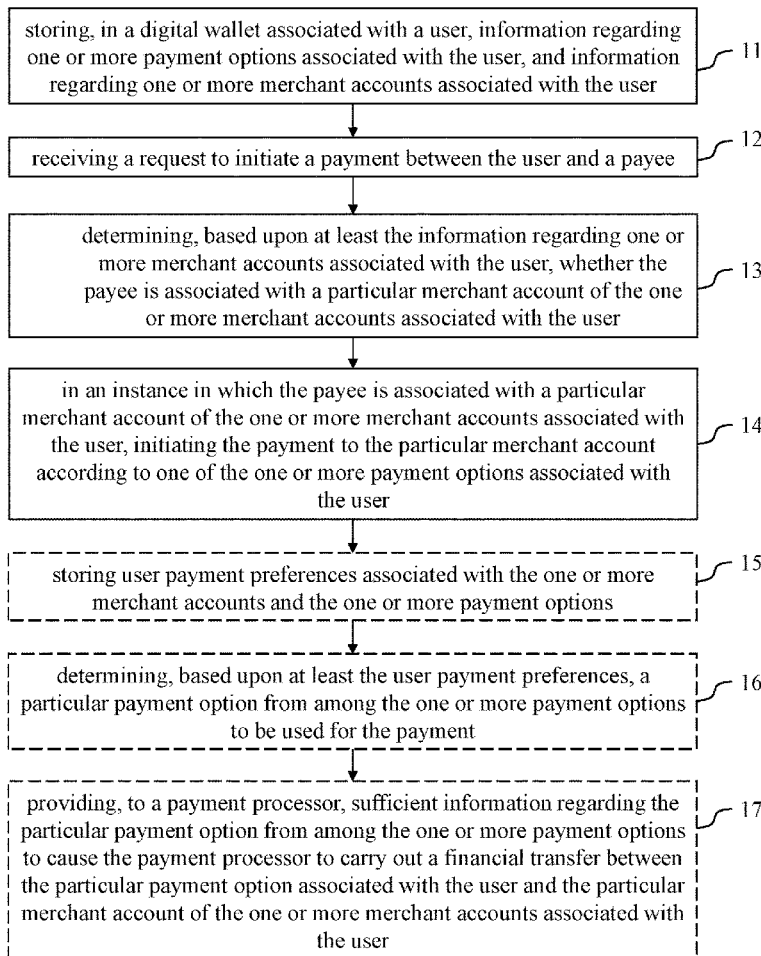 storing, in a digital wallet associated with a user, information regarding
one or more payment options associated with the user, and information
regarding one or more merchant accounts associated with the user
11
receiving a request to initiate a payment between the user and a payee
12
determining, based upon at least the information regarding one or
more merchant accounts associated with the user, whether the
payee is associated with a particular merchant account of the one
or more merchant accounts associated with the user
13
in an instance in which the payee is associated with a particular
merchant account of the one or more merchant accounts associated with
the user, initiating the payment to the particular merchant account
according to one of the one or more payment options associated with
the user
14
storing user payment preferences associated with the one or more
merchant accounts and the one or more payment options
15
determining, based upon at least the user payment preferences, a
particular payment option from among the one or more payment options
to be used for the payment
16
providing, to a payment processor, sufficient information regarding the
particular payment option from among the one or more payment options
to cause the payment processor to carry out a financial transfer between
the particular payment option associated with the user and the particular
merchant account of the one or more merchant accounts associated with
the user
17